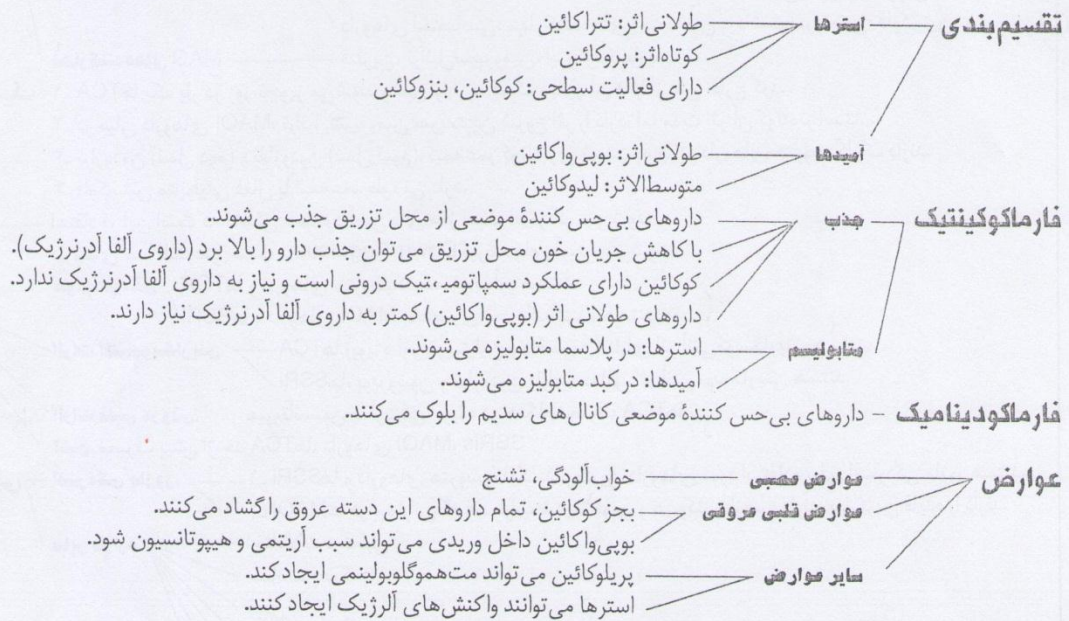 تقسیم‌بندی استرها طولانی‌اثر: تتراکائین
کوتاه‌اثر: پروکائین
دارای فعالیت سطحی: کوکائین، بنزوکائین
آمیدها طولانی‌اثر: بوپی‌واکائین
متوسط‌الاثر: لیدوکائین
فارماکوکینتیک جذب داروهای بی‌حس کنندهٔ موضعی از محل تزریق جذب می‌شوند.
با کاهش جریان خون محل تزریق می‌توان جذب دارو را بالا برد (داروی آلفا آدرنرژیک).
کوکائین دارای عملکرد سمپاتومیمتیک درونی است و نیاز به داروی آلفا آدرنرژیک ندارد.
داروهای طولانی اثر (بوپی‌واکائین) کمتر به داروی آلفا آدرنرژیک نیاز دارند.
متابولیسم استرها: در پلاسما متابولیزه می‌شوند.
آمیدها: در کبد متابولیزه می‌شوند.
فارماکودینامیک – داروهای بی‌حس کنندهٔ موضعی کانال‌های سدیم را بلوک می‌کنند.
عوارض عوارض عصبی خواب‌آلودگی، تشنج
عوارض قلبی عروقی بجز کوکائین، تمام داروهای این دسته عروق را گشاد می‌کنند.
بوپی‌واکائین داخل وریدی می‌تواند سبب آریتمی و هیپوتانسیون شود.
سایر عوارض پریلوکائین می‌تواند مت‌هموگلوبولینمی ایجاد کند.
استرها می‌توانند واکنش‌های آلرژیک ایجاد کنند.